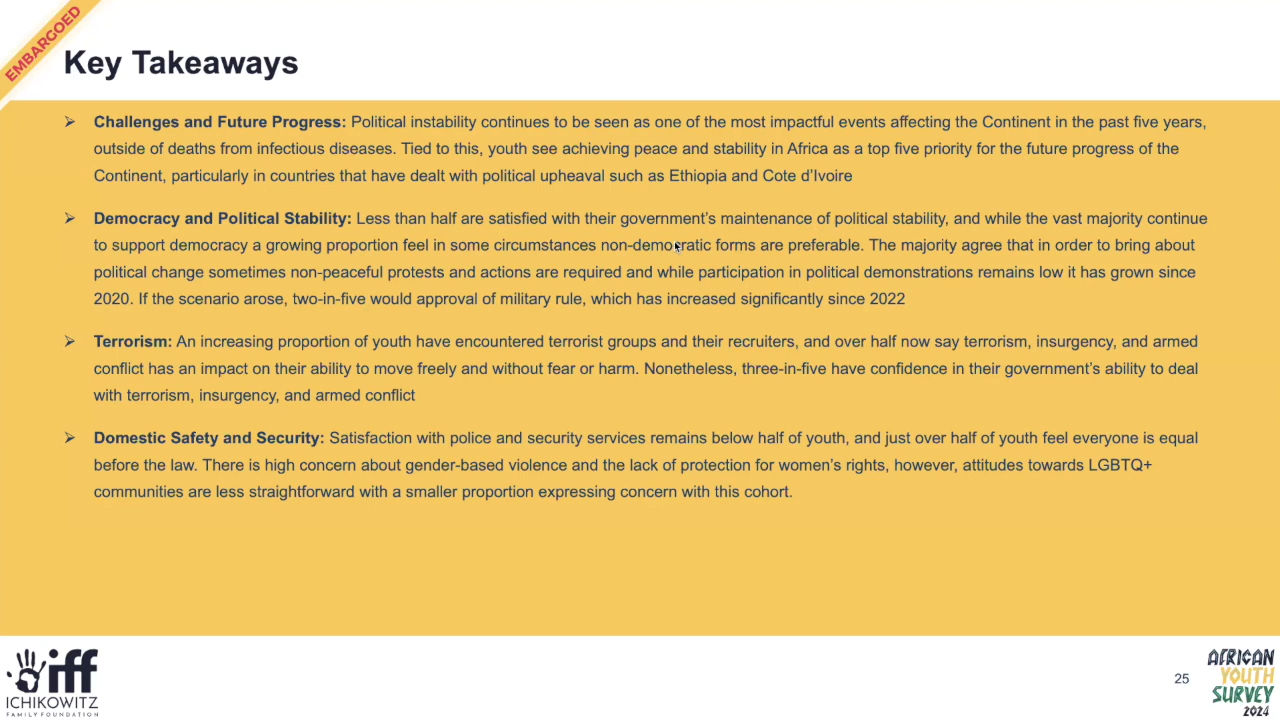 EMBARGOED
Key Takeaways
➢ Challenges and Future Progress: Political instability continues to be seen as one of the most impactful events affecting the Continent in the past five years,
outside of deaths from infectious diseases. Tied to this, youth see achieving peace and stability in Africa as a top five priority for the future progress of the
Continent, particularly in countries that have dealt with political upheaval such as Ethiopia and Cote d’Ivoire
➢ Democracy and Political Stability: Less than half are satisfied with their government’s maintenance of political stability, and while the vast majority continue
to support democracy a growing proportion feel in some circumstances non-democratic forms are preferable. The majority agree that in order to bring about
political change sometimes non-peaceful protests and actions are required and while participation in political demonstrations remains low it has grown since
2020. If the scenario arose, two-in-five would approval of military rule, which has increased significantly since 2022
➢ Terrorism: An increasing proportion of youth have encountered terrorist groups and their recruiters, and over half now say terrorism, insurgency, and armed
conflict has an impact on their ability to move freely and without fear or harm. Nonetheless, three-in-five have confidence in their government’s ability to deal
with terrorism, insurgency, and armed conflict
➢ Domestic Safety and Security: Satisfaction with police and security services remains below half of youth, and just over half of youth feel everyone is equal
before the law. There is high concern about gender-based violence and the lack of protection for women’s rights, however, attitudes towards LGBTQ+
communities are less straightforward with a smaller proportion expressing concern with this cohort.
iff
ICHIKOWITZ
FAMILY FOUNDATION
25
AFRICAN
YOUTH
SURVEY
2024